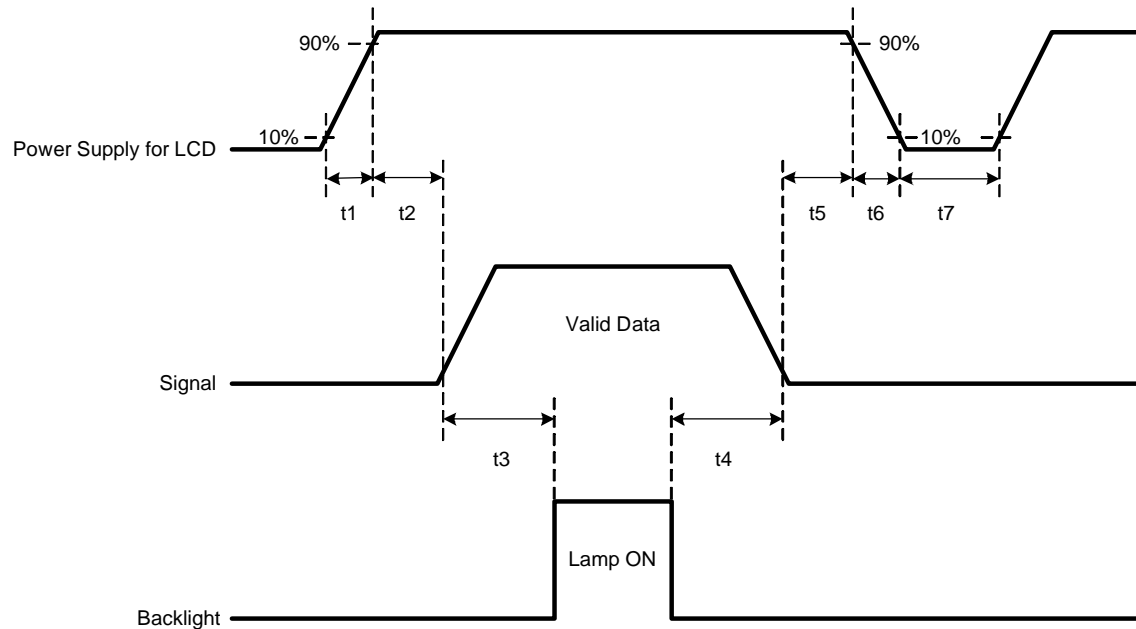 90%
90%
10%
10%
Power Supply for LCD
t1
t2
t5
t6
t7
Valid Data
Signal
t3
t4
Lamp ON
Backlight